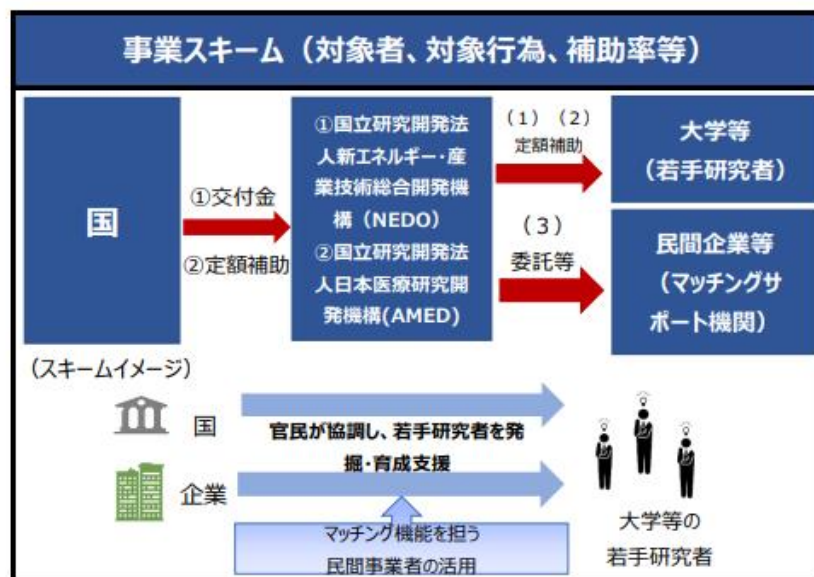 事業スキーム（対象者、対象行為、補助率等）
国
①交付金
②定額補助
①国立研究開発法
人新エネルギー・産
業技術総合開発機
構（NEDO）
②国立研究開発法
人日本医療研究開
発機構(AMED)
（１）（２）
定額補助
（３）
委託等
大学等
（若手研究者）
民間企業等
（マッチングサ
ポート機関）
（スキームイメージ）
国
官民が協調し、若手研究者を発
掘・育成支援
企業
マッチング機能を担う
民間事業者の活用
大学等の
若手研究者